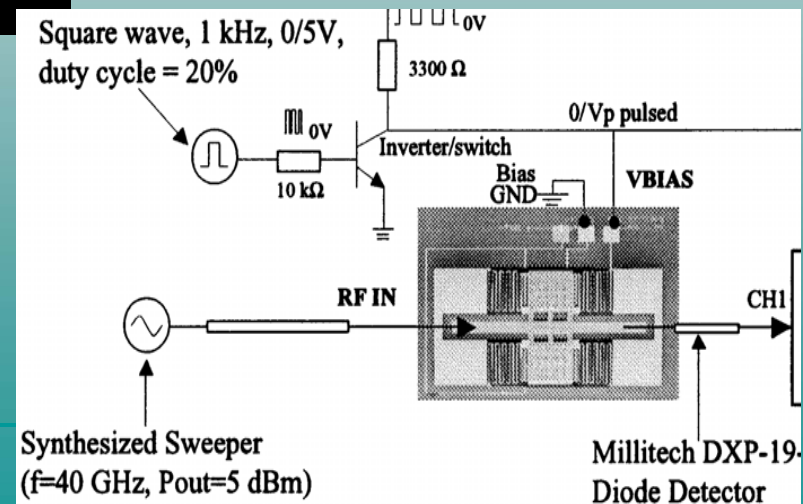 Square wave, 1 kHz, 0/5V,
duty cycle = 20%
0V
3300 Ω
0V
10 kΩ
Inverter/switch
0/Vp pulsed
Bias
GND
VBIAS
RF IN
CH1
Synthesized Sweeper
(f=40 GHz, Pout=5 dBm)
Millitech DXP-19-
Diode Detector